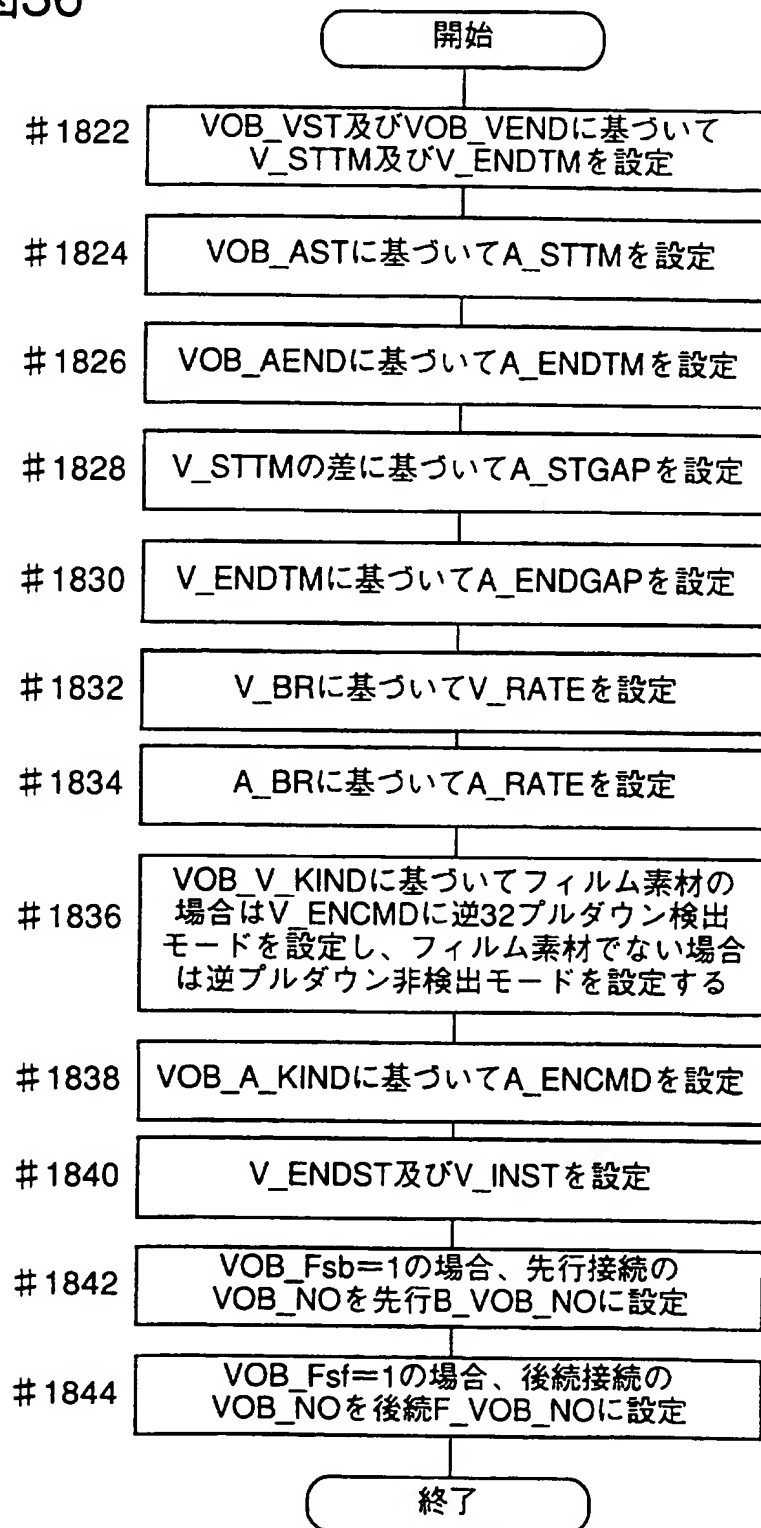 図36
開始
#1822
VOB_VST及びVOB_VENDに基づいて
V_STTM及びV_ENDTMを設定
#1824
VOB_ASTに基づいてA_STTMを設定
#1826
VOB_AENDに基づいてA_ENDTMを設定
#1828
V_STTMの差に基づいてA_STGAPを設定
#1830
V_ENDTMに基づいてA_ENDGAPを設定
#1832
V_BRに基づいてV_RATEを設定
#1834
A_BRに基づいてA_RATEを設定
#1836
VOB_V_KINDに基づいてフィルム素材の
場合はV_ENCMDに逆32プルダウン検出
モードを設定し、フィルム素材でない場合
は逆プルダウン非検出モードを設定する
#1838
VOB_A_KINDに基づいてA_ENCMDを設定
#1840
V_ENDST及びV_INSTを設定
#1842
VOB_Fsb=1の場合、先行接続の
VOB_NOを先行B_VOB_NOに設定
#1844
VOB_Fsf=1の場合、後続接続の
VOB_NOを後続F_VOB_NOに設定
終了